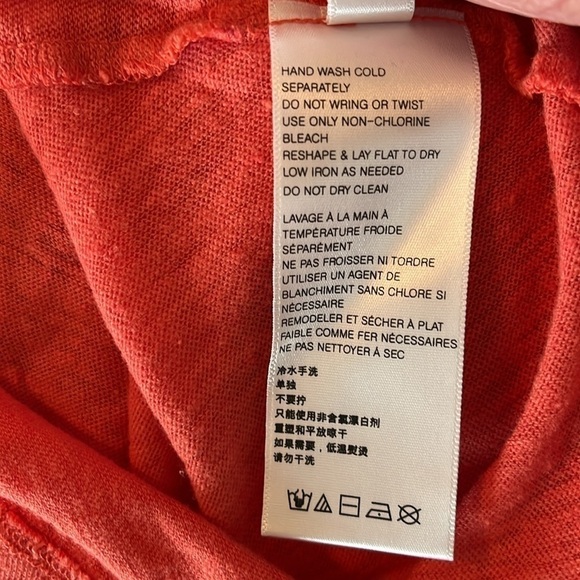 HAND WASH COLD
SEPARATELY
DO NOT WRING OR TWIST
USE ONLY NON-CHLORINE
BLEACH
RESHAPE & LAY FLAT TO DRY
LOW IRON AS NEEDED
DO NOT DRY CLEAN
LAVAGE À LA MAIN À
TEMPÉRATURE FROIDE
SÉPARÉMENT
NE PAS FROISSER NI TORDRE
UTILISER UN AGENT DE
BLANCHIMENT SANS CHLORE SI
NÉCESSAIRE
REMODELER ET SÉCHER À PLAT
FAIBLE COMME FER NÉCESSAIRES
NE PAS NETTOYER À SEC
冷水手洗
单独
不要拧
只能使用非含氯漂白剂
重塑和平放晾干
如果需要，低温熨烫
请勿干洗